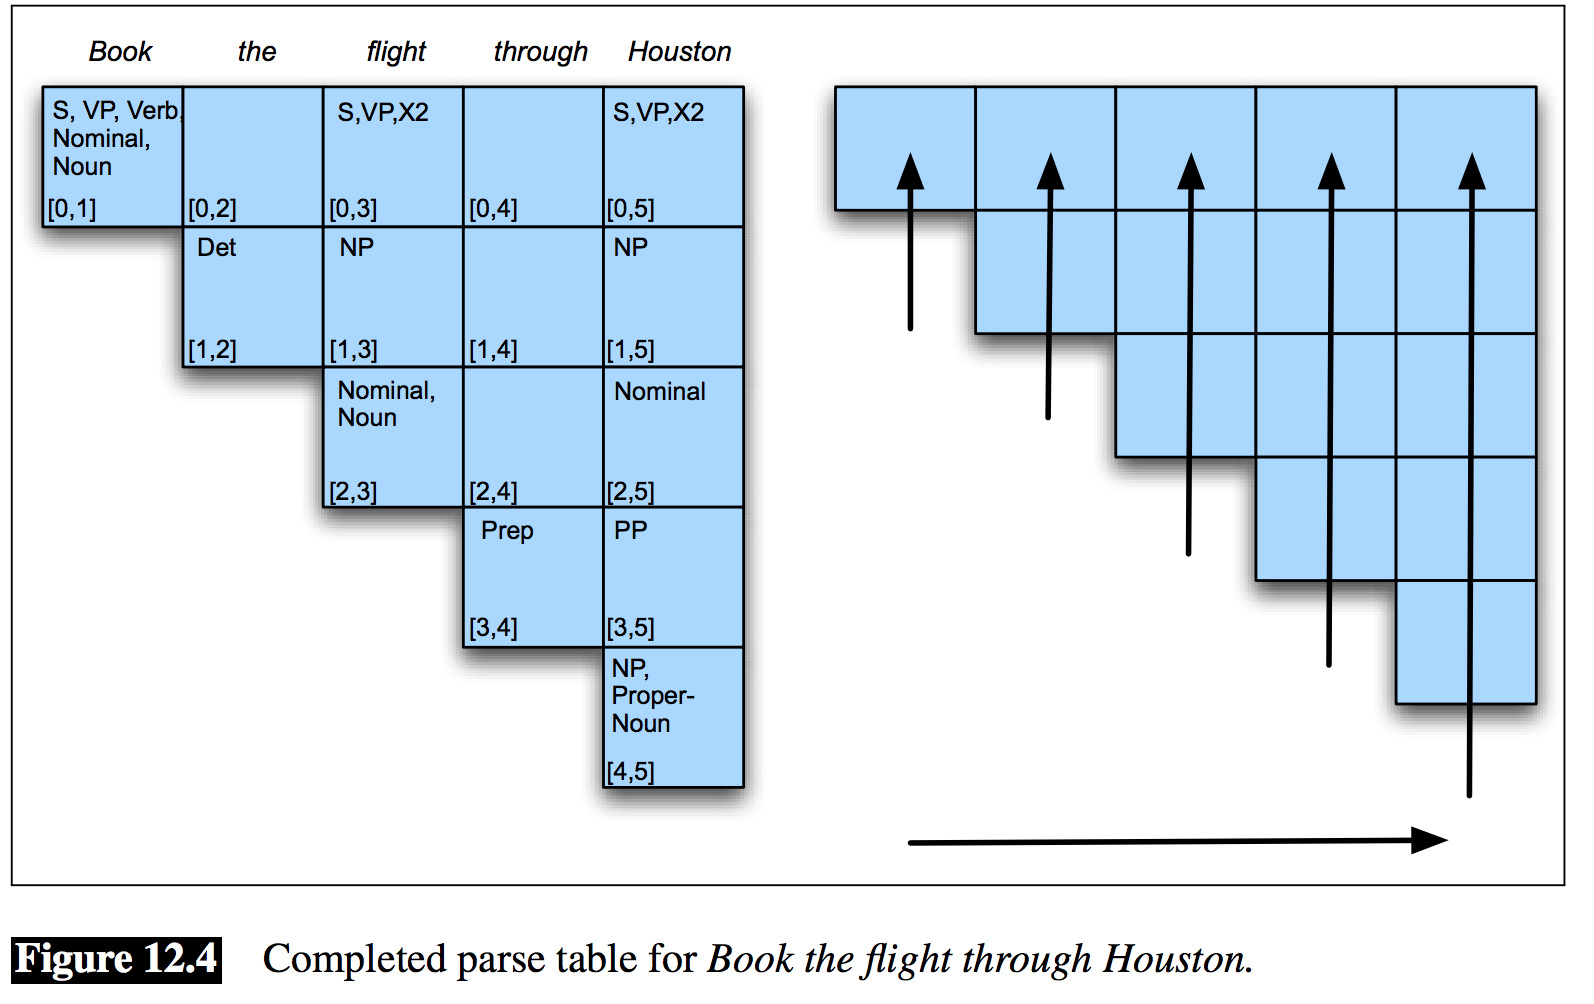 Book the flight through Houston
S, VP, Verb, S,VP,X2 S,VP,X2
Nominal,
Noun
[0,1] [0,2] [0,3] [0,4] [0,5]
Det NP NP
[1,2] [1,3] [1,4] [1,5]
Nominal, Nominal
Noun
[2,3] [2,4] [2,5]
Prep PP
[3,4] [3,5]
NP,
Proper-
Noun
[4,5]
Figure 12.4 Completed parse table for Book the flight through Houston.